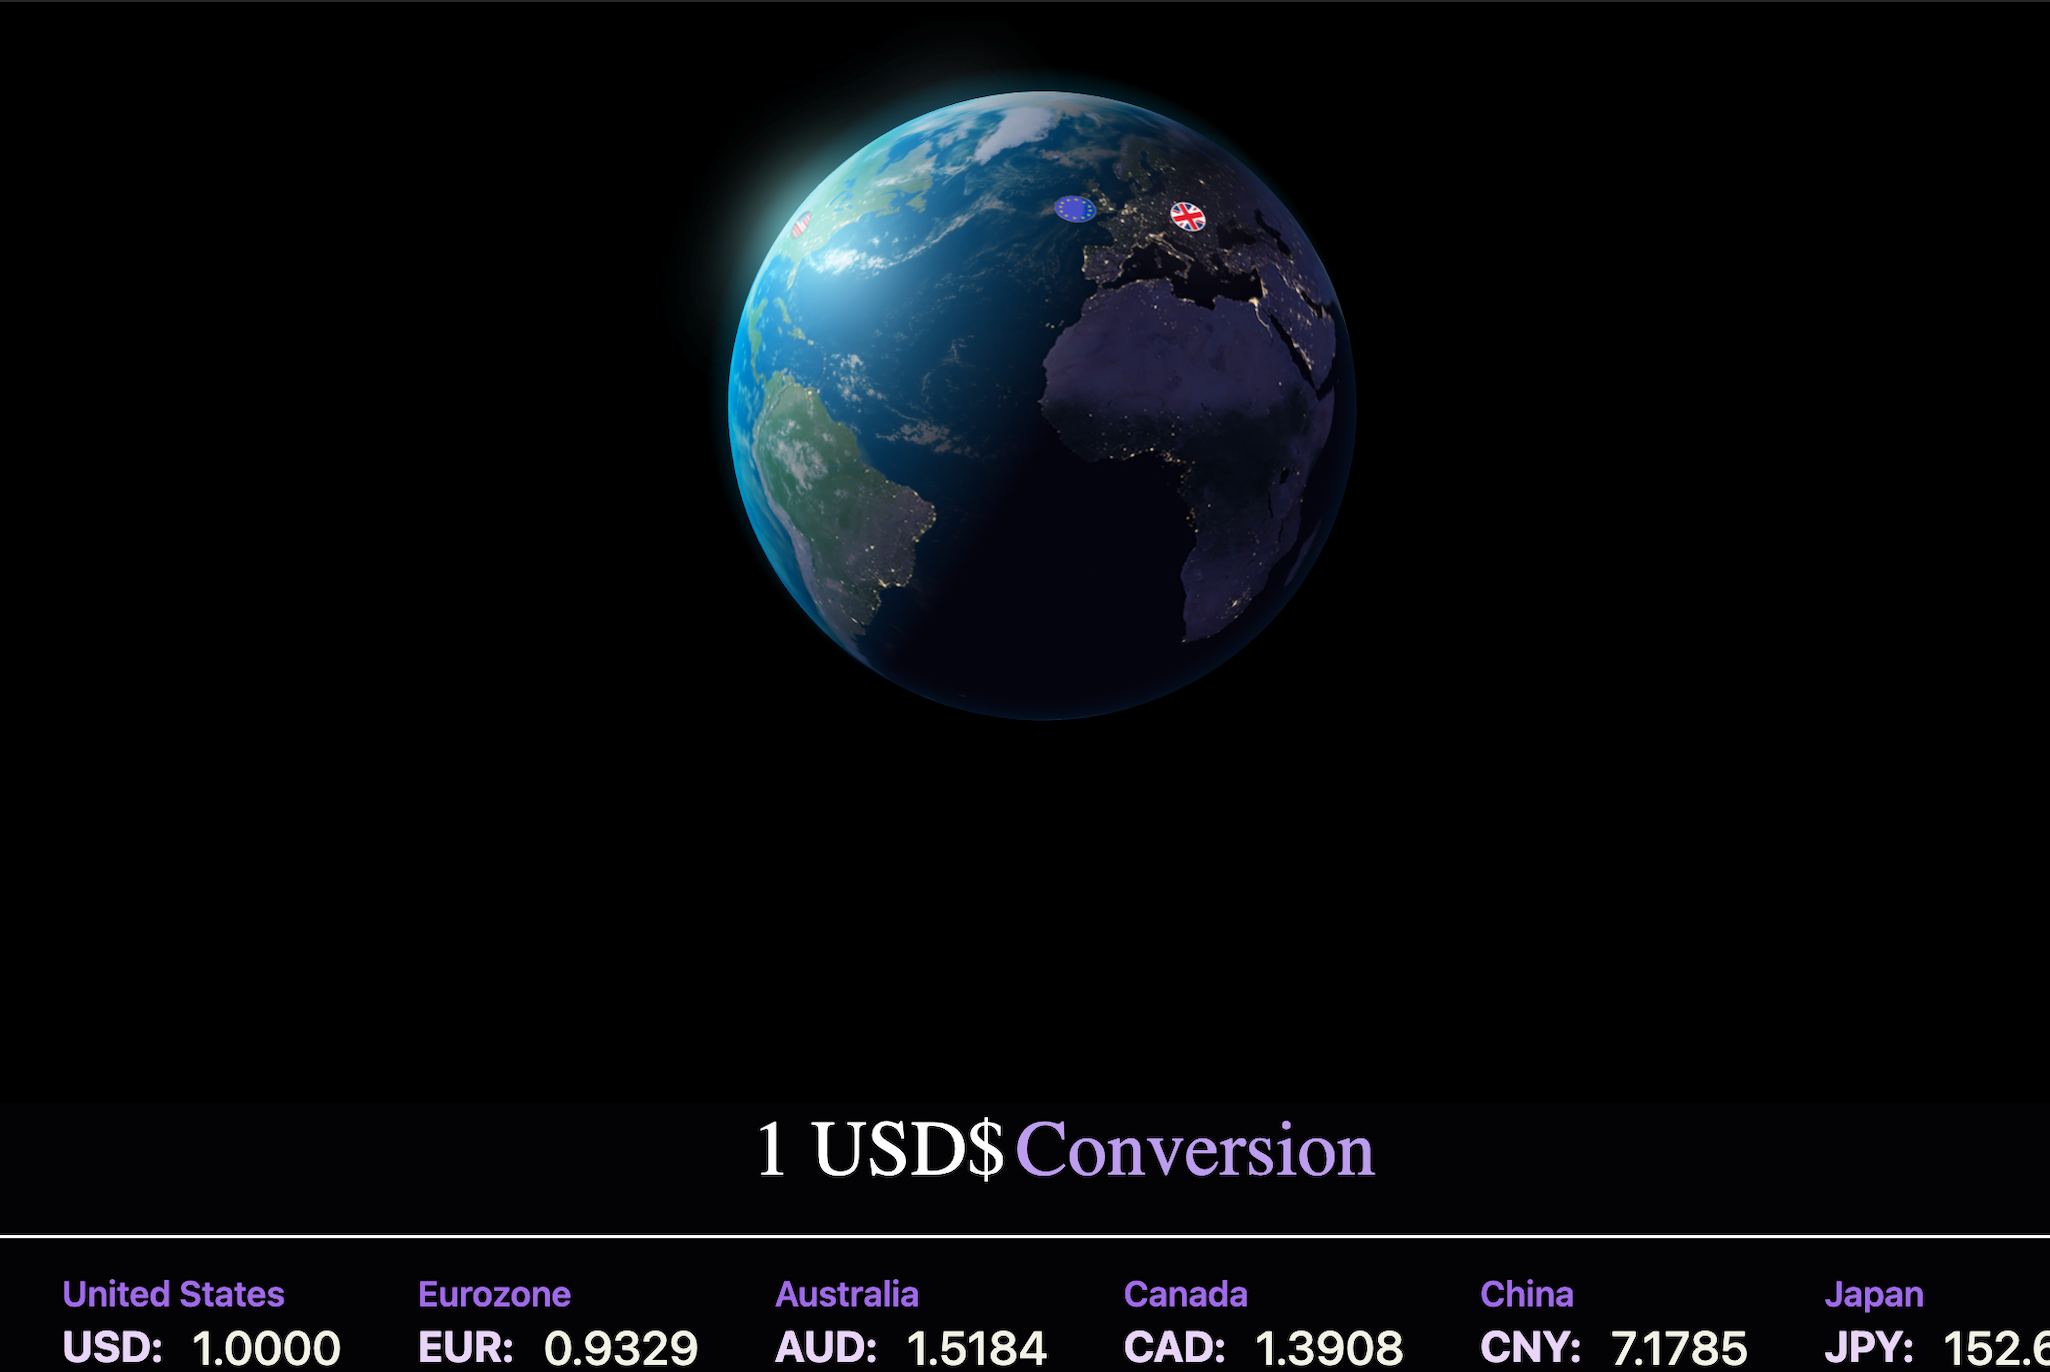 1 USD$ Conversion
United States Eurozone Australia Canada China Japan
USD: 1.0000 EUR: 0.9329 AUD: 1.5184 CAD: 1.3908 CNY: 7.1785 JPY: 152.6